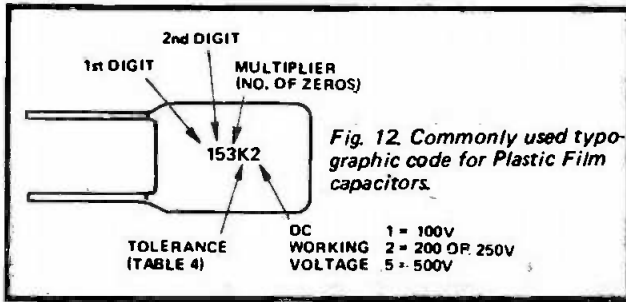 2nd DIGIT
1st DIGIT
MULTIPLIER
(NO. OF ZEROS)
153K2
Fig. 12. Commonly used typo-
graphic code for Plastic Film
capacitors.
TOLERANCE
(TABLE 4)
DC
WORKING
VOLTAGE
1 = 100V
2 = 200 OR 250V
5 = 500V